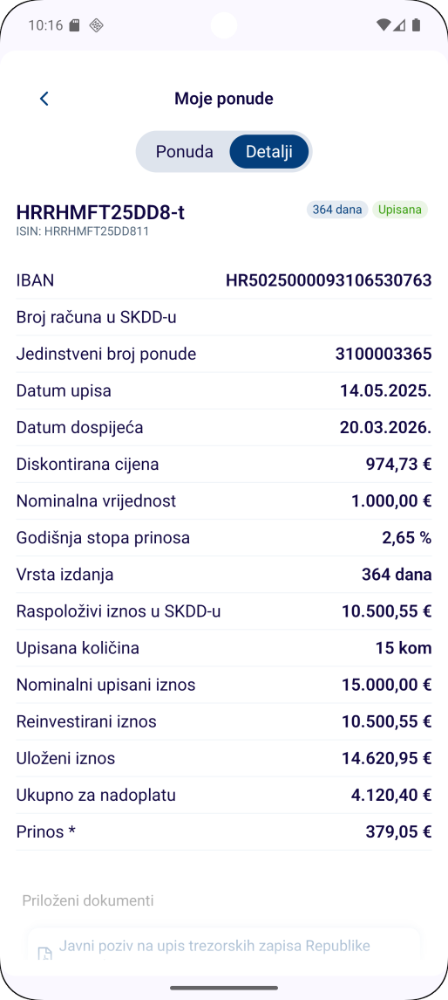 10:16
Moje ponude
Ponuda Detalji
HRRHMFT25DD8-t 364 dana Upisana
ISIN: HRRHMFT25DD811
IBAN HR5025000093106530763
Broj računa u SKDD-u
Jedinstveni broj ponude 3100003365
Datum upisa 14.05.2025.
Datum dospijeća 20.03.2026.
Diskontirana cijena 974,73 €
Nominalna vrijednost 1.000,00 €
Godišnja stopa prinosa 2,65 %
Vrsta izdanja 364 dana
Raspoloživi iznos u SKDD-u 10.500,55 €
Upisana količina 15 kom
Nominalni upisani iznos 15.000,00 €
Reinvestirani iznos 10.500,55 €
Uloženi iznos 14.620,95 €
Ukupno za nadoplatu 4.120,40 €
Prinos * 379,05 €
Priloženi dokumenti
Javni poziv na upis trezorskih zapisa Republike